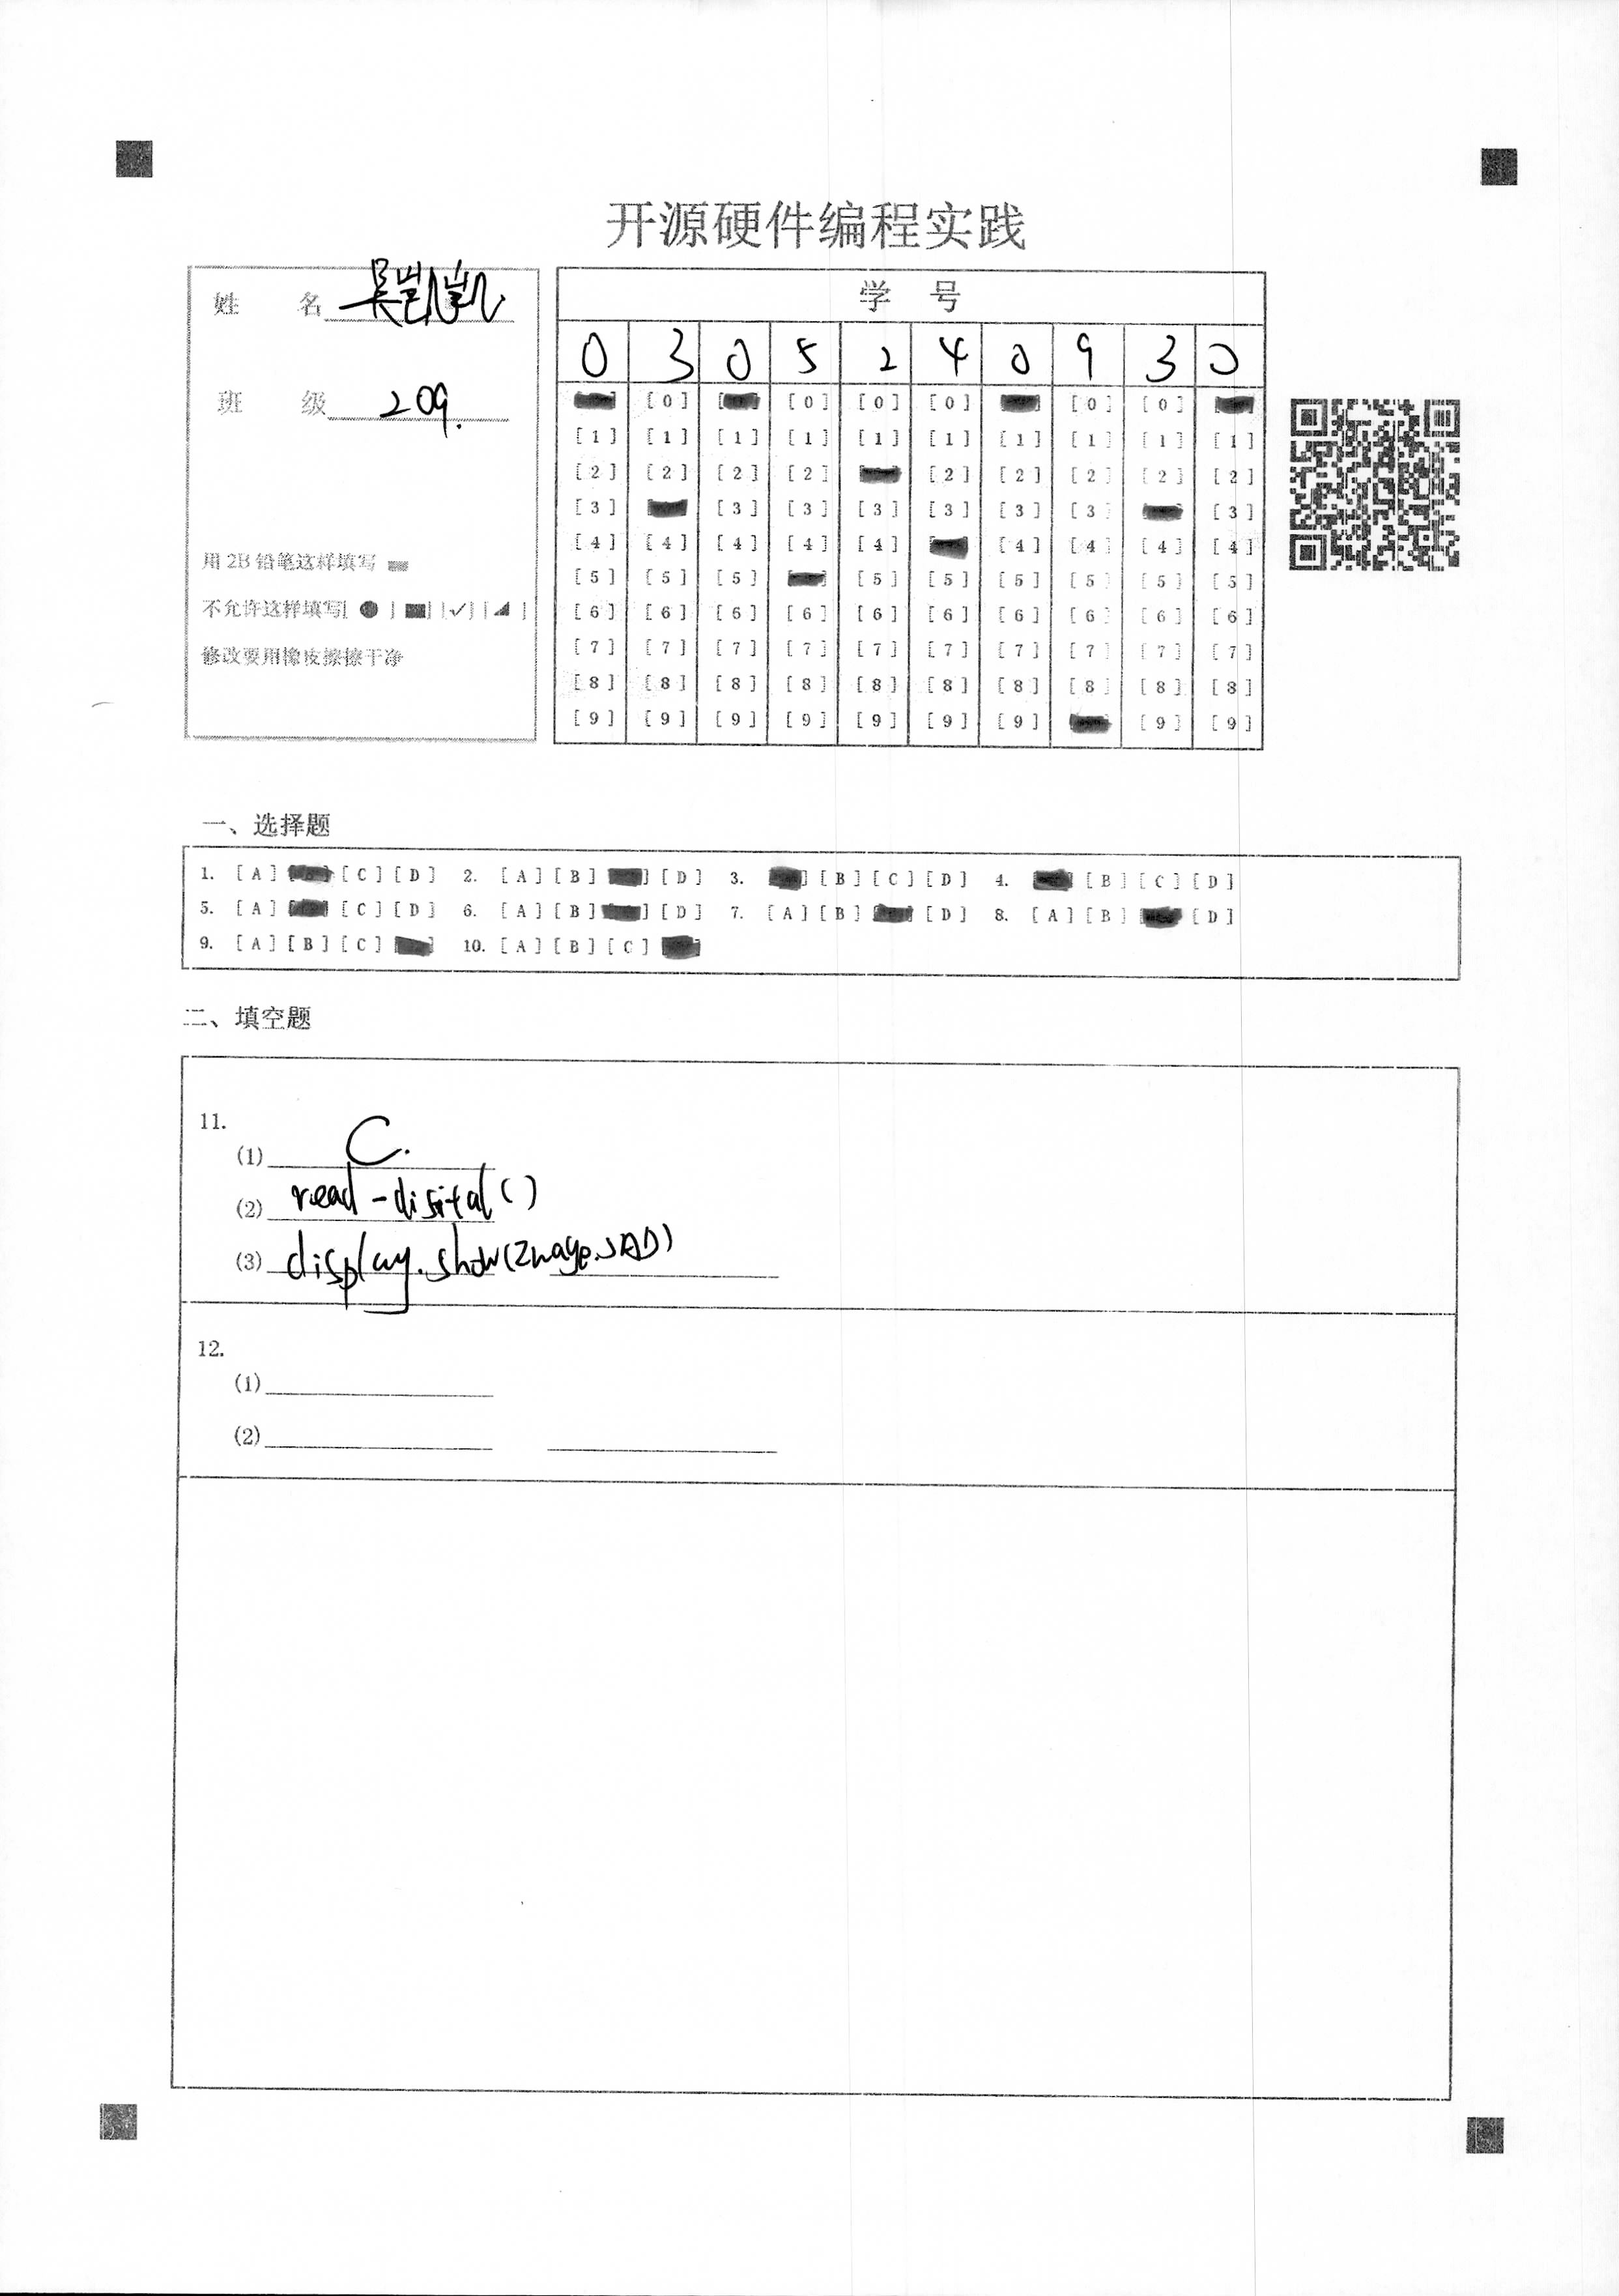 开源硬件编程实践
姓 名 吴凯凯
班 级 209.
用 2B 铅笔这样填写
不允许这样填写[ ● ] [■] [✓] [◢ ]
修改要用橡皮擦擦干净
学 号
0 3 0 5 2 4 0 9 3 0
[0] [0] [0] [0] [0] [0]
[1] [1] [1] [1] [1] [1] [1] [1] [1] [1]
[2] [2] [2] [2] [2] [2] [2] [2] [2]
[3] [3] [3] [3] [3] [3] [3] [3]
[4] [4] [4] [4] [4] [4] [4] [4] [4]
[5] [5] [5] [5] [5] [5] [5] [5] [5]
[6] [6] [6] [6] [6] [6] [6] [6] [6] [6]
[7] [7] [7] [7] [7] [7] [7] [7] [7] [7]
[8] [8] [8] [8] [8] [8] [8] [8] [8] [8]
[9] [9] [9] [9] [9] [9] [9] [9] [9]
一、选择题
1. [A] [C] [D] 2. [A] [B] [D] 3. [B] [C] [D] 4. [B] [C] [D]
5. [A] [C] [D] 6. [A] [B] [D] 7. [A] [B] [D] 8. [A] [B] [D]
9. [A] [B] [C] 10. [A] [B] [C]
二、填空题
11.
(1) C.
(2) read-disital()
(3) display.show(Image.SAD)
12.
(1)
(2)